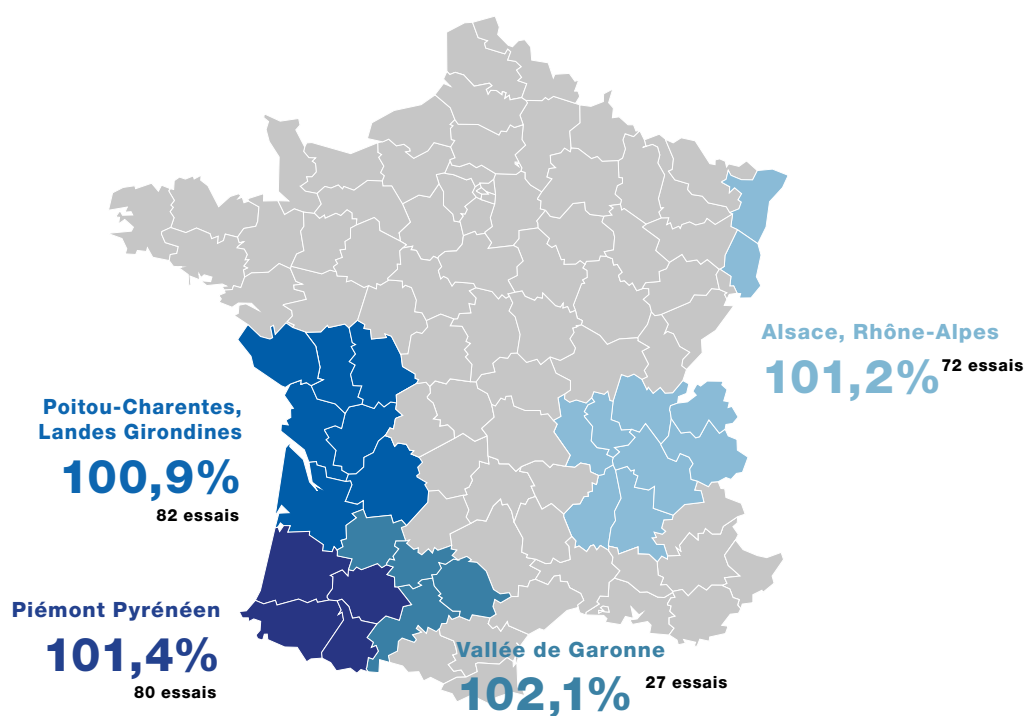 Alsace, Rhône-Alpes
101,2% 72 essais
Poitou-Charentes,
Landes Girondines
100,9%
82 essais
Piémont Pyrénéen
101,4%
80 essais
Vallée de Garonne
102,1% 27 essais